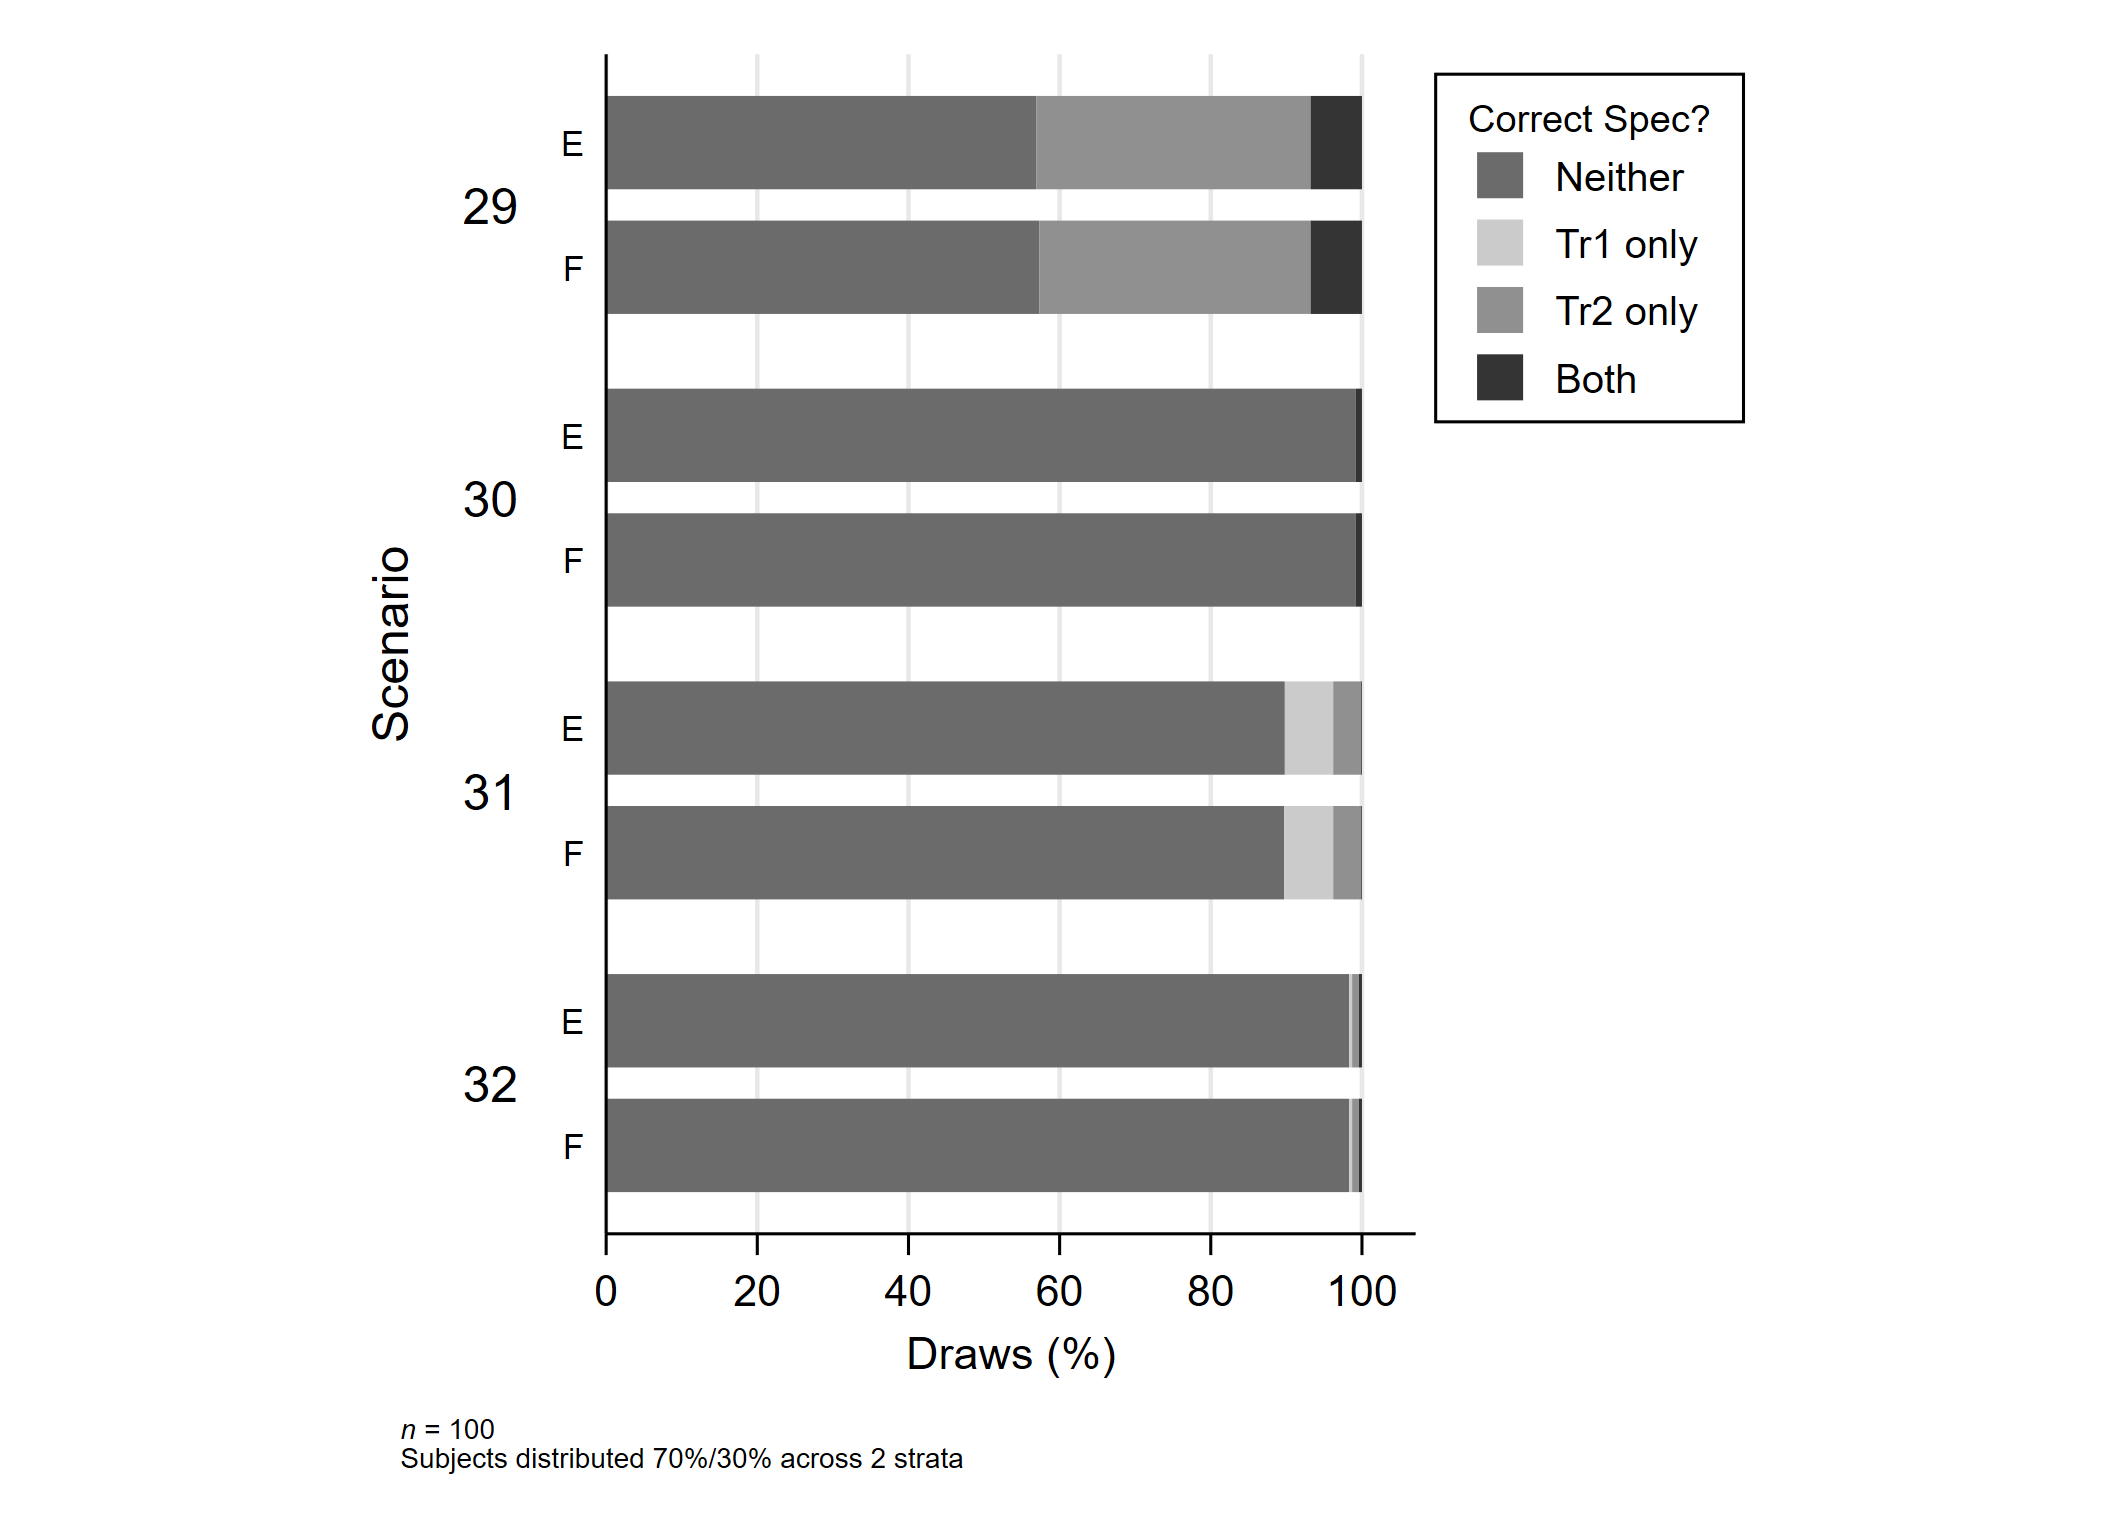 Correct Spec?
Neither
Tr1 only
Tr2 only
Both
Scenario
29
E
F
30
E
F
31
E
F
32
E
F
0 20 40 60 80 100
Draws (%)
n = 100
Subjects distributed 70%/30% across 2 strata